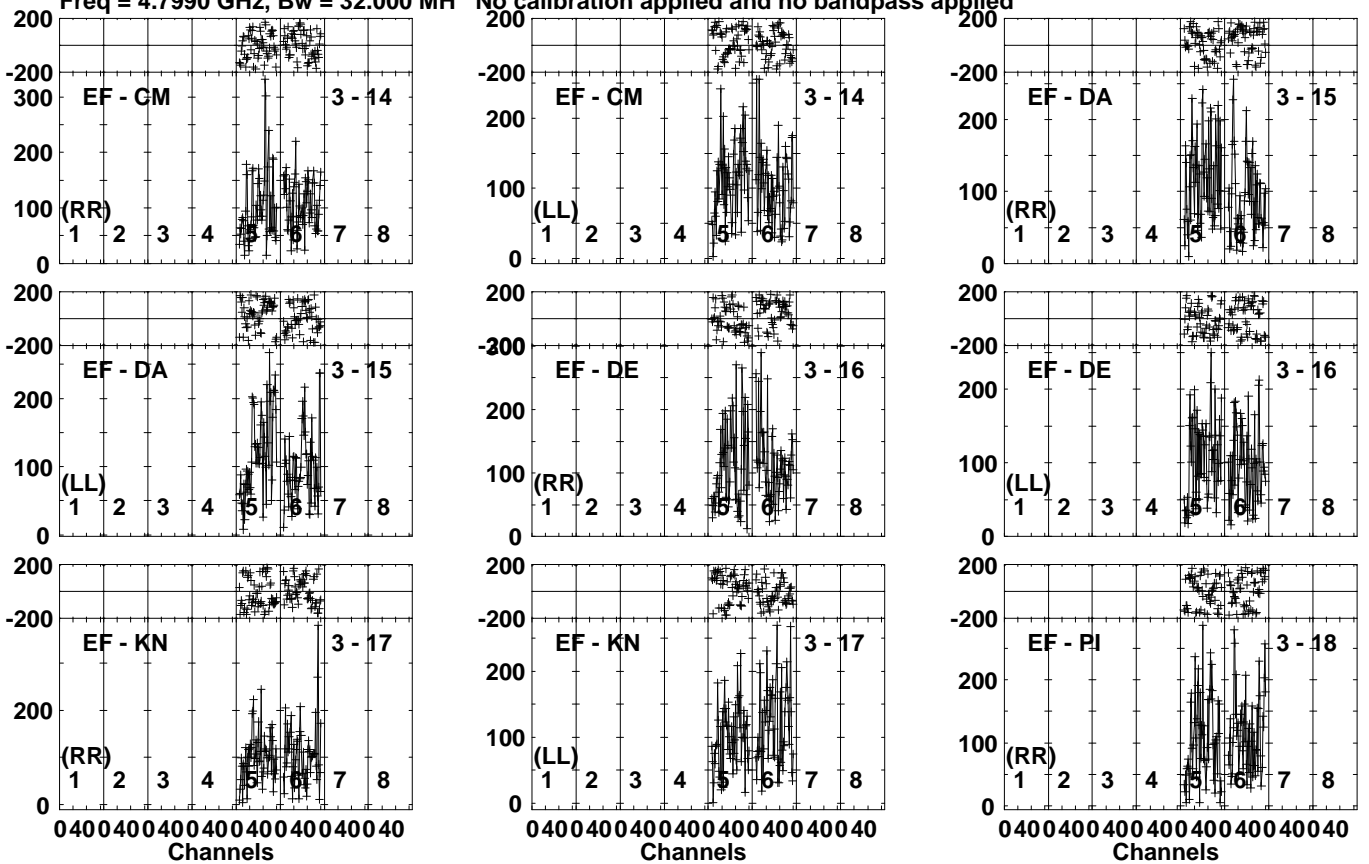 Freq = 4.7990 GHz, Bw = 32.000 MH No calibration applied and no bandpass applied
200
-200
300
200
100
0
EF - CM 3 - 14
(RR)
1 2 3 4 5 6 7 8
200
-200
200
100
0
EF - CM 3 - 14
(LL)
1 2 3 4 5 6 7 8
200
-200
200
100
0
EF - DA 3 - 15
(RR)
1 2 3 4 5 6 7 8
200
-200
200
100
0
EF - DA 3 - 15
(LL)
1 2 3 4 5 6 7 8
200
-200
300
200
100
0
EF - DE 3 - 16
(RR)
1 2 3 4 5 6 7 8
200
-200
200
100
0
EF - DE 3 - 16
(LL)
1 2 3 4 5 6 7 8
200
-200
200
0
EF - KN 3 - 17
(RR)
1 2 3 4 5 6 7 8
0 40 0 40 0 40 0 40 0 40 0 40 0 40 0 40
Channels
200
-200
200
100
0
EF - KN 3 - 17
(LL)
1 2 3 4 5 6 7 8
0 40 0 40 0 40 0 40 0 40 0 40 0 40 0 40
Channels
200
-200
200
100
0
EF - PI 3 - 18
(RR)
1 2 3 4 5 6 7 8
0 40 0 40 0 40 0 40 0 40 0 40 0 40 0 40
Channels